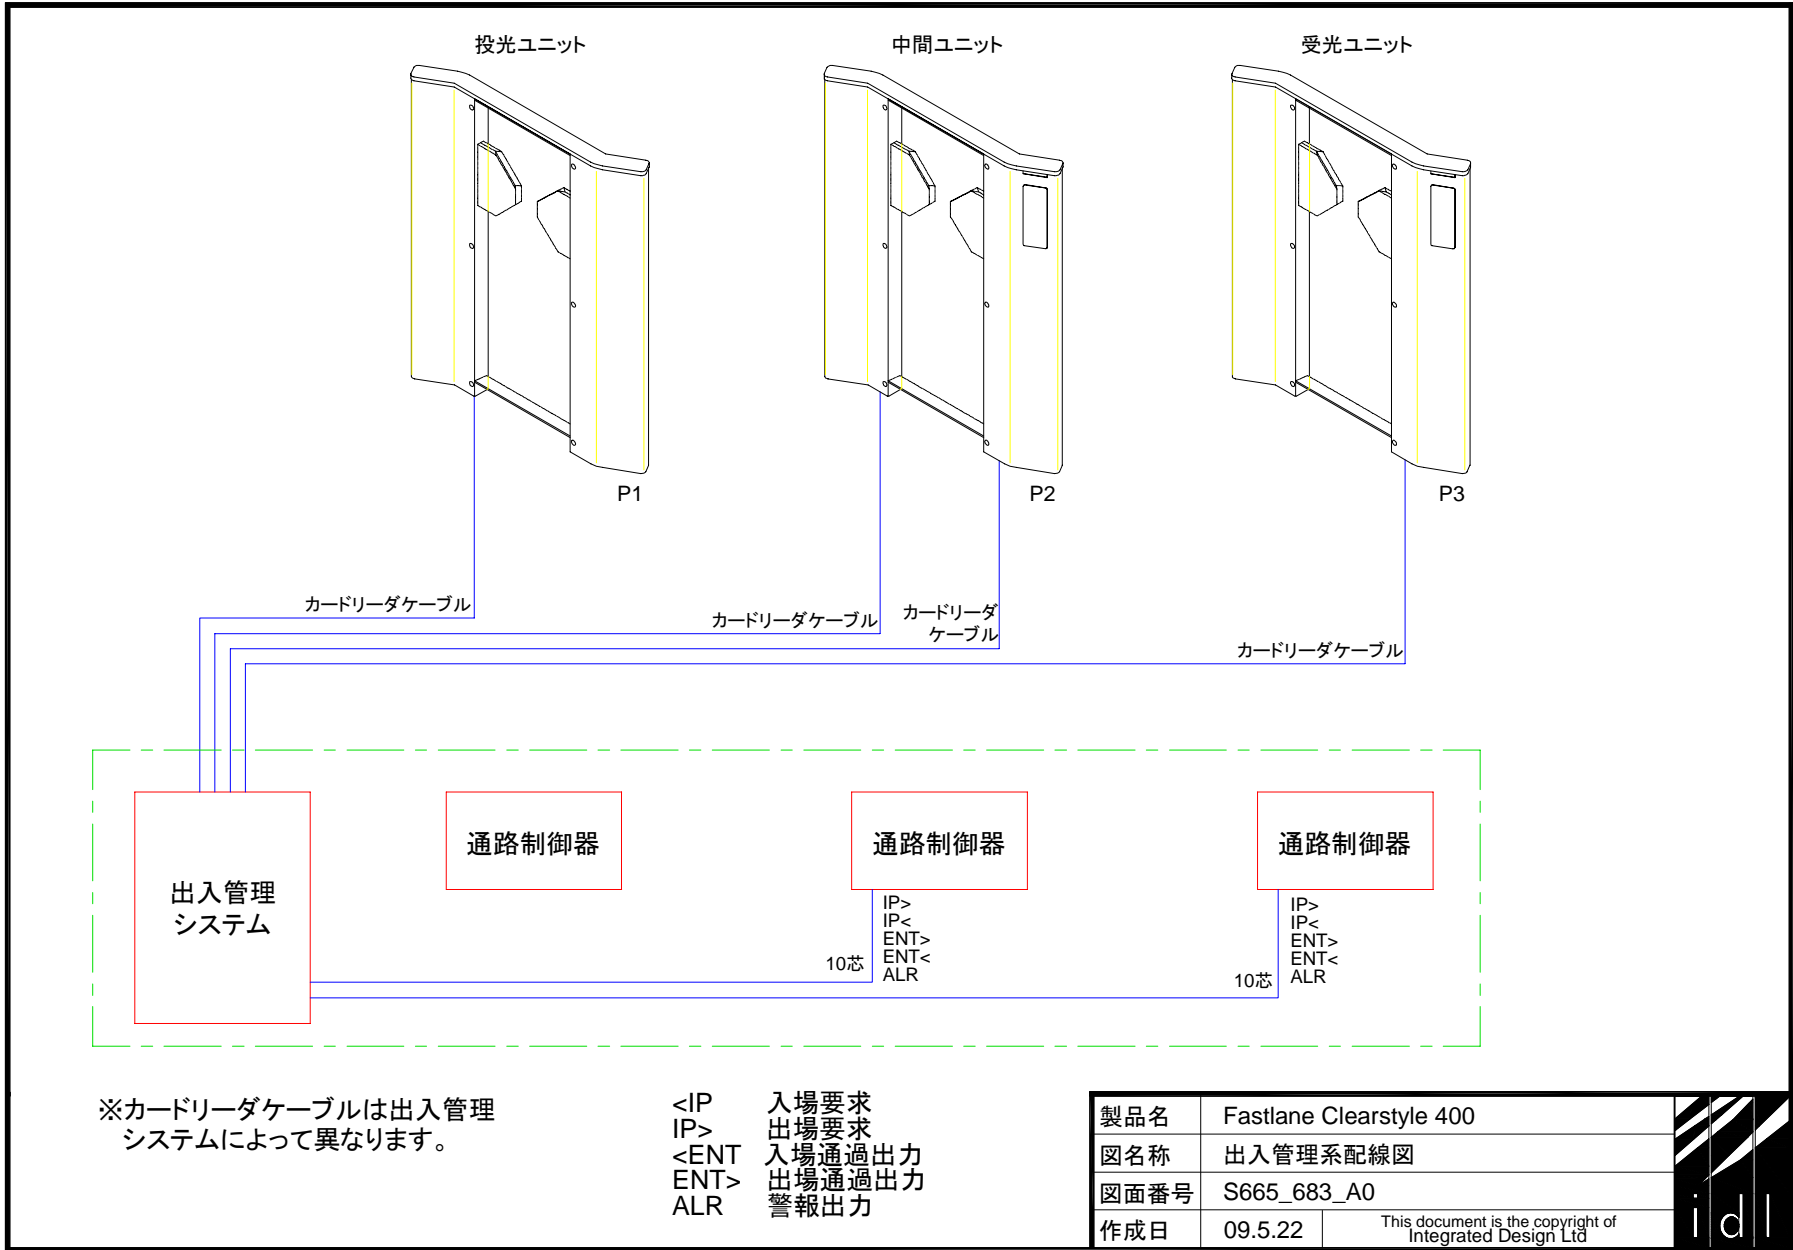 投光ユニット
中間ユニット
受光ユニット
P1
P2
P3
カードリーダケーブル
カードリーダケーブル
カードリーダ
ケーブル
カードリーダケーブル
出入管理
システム
通路制御器
通路制御器
通路制御器
IP>
IP<
ENT>
ENT<
ALR
10芯
IP>
IP<
ENT>
ENT<
ALR
10芯
※カードリーダケーブルは出入管理
システムによって異なります。
<IP 入場要求
IP> 出場要求
<ENT 入場通過出力
ENT> 出場通過出力
ALR 警報出力
製品名 Fastlane Clearstyle 400
図名称 出入管理系配線図
図面番号 S665_683_A0
作成日 09.5.22
This document is the copyright of
Integrated Design Ltd
idl